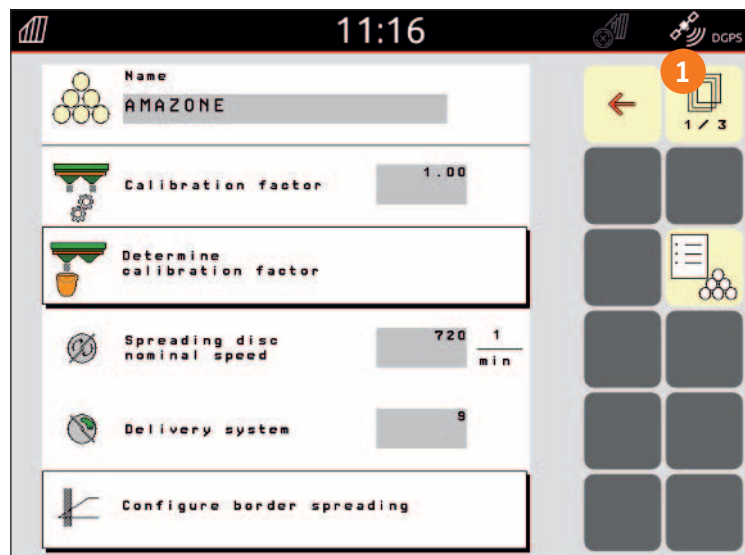 11:16
DGPS
1
1 / 3
Name
AMAZONE
Calibration factor
1.00
Determine
calibration factor
Spreading disc
nominal speed
720 1
min
Delivery system
9
Configure border spreading